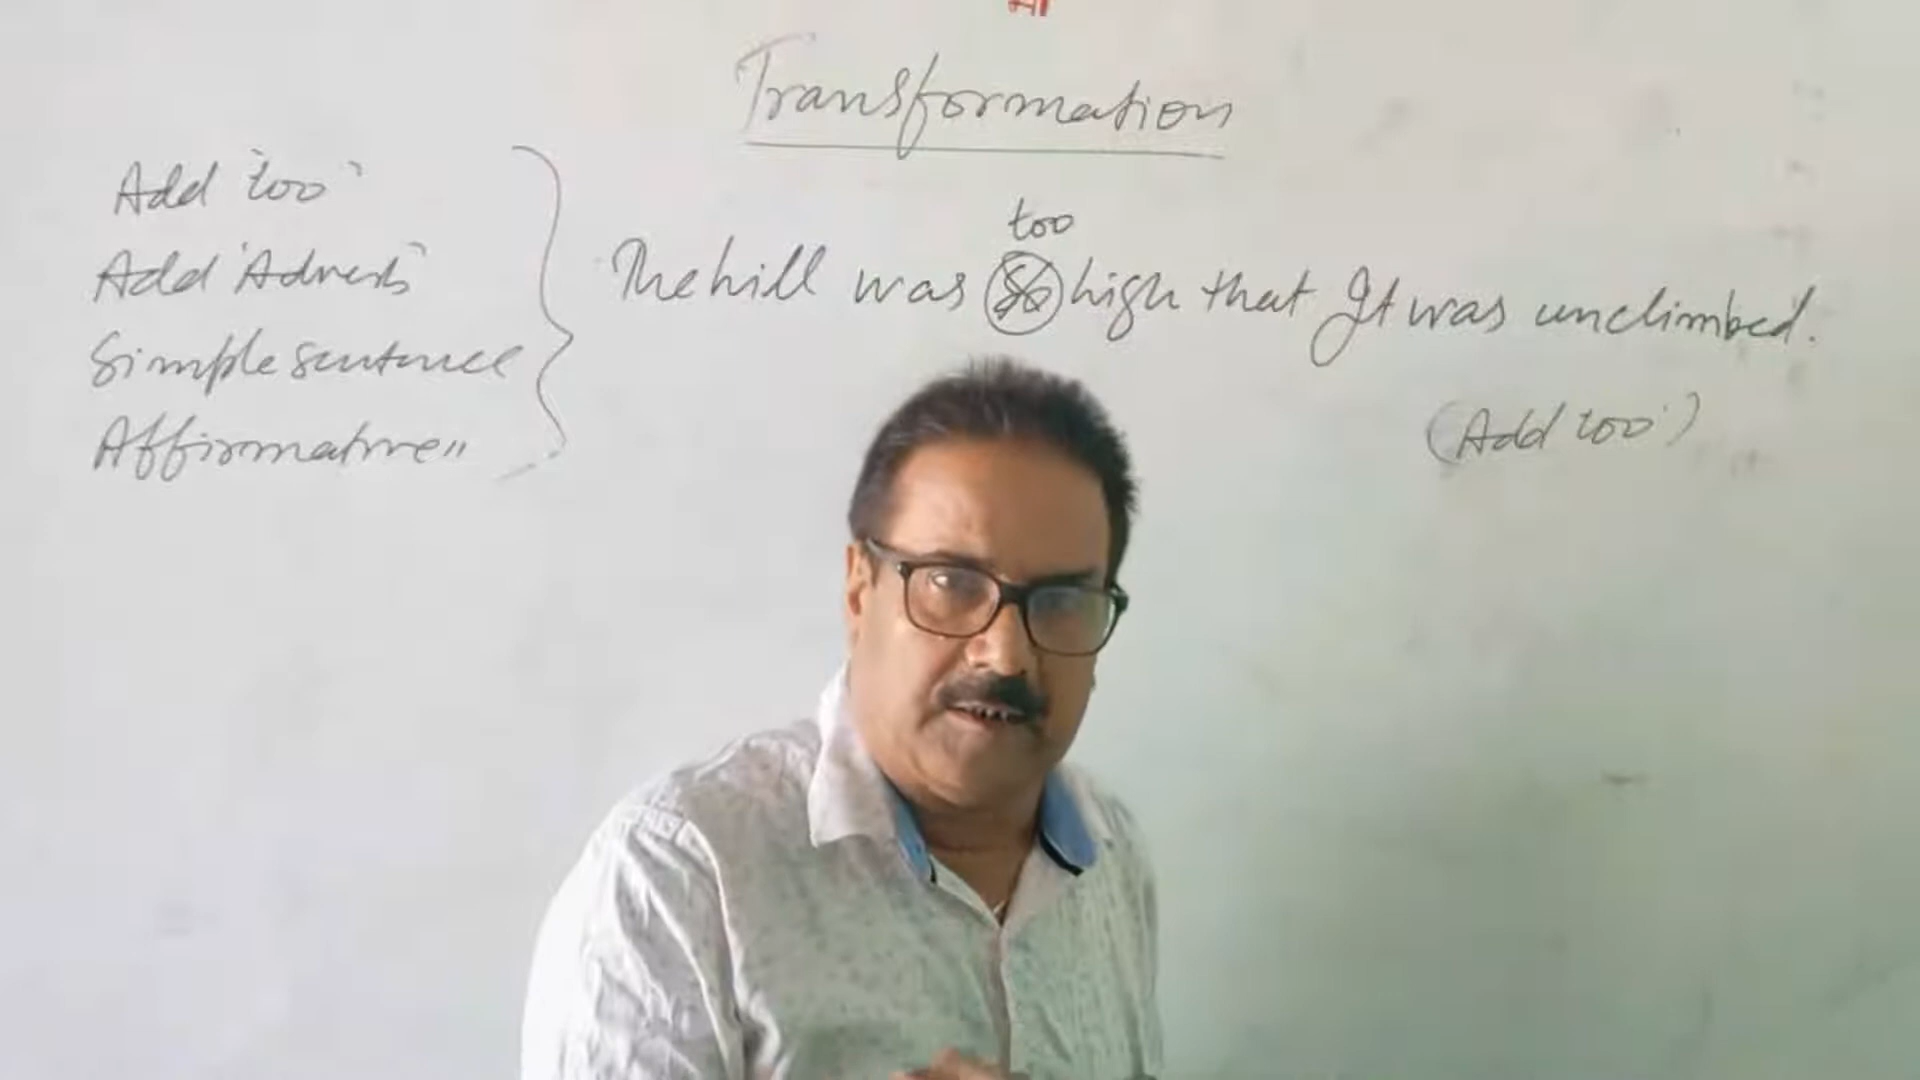 मा
Transformation
Add 'too'
Add 'Adverb'
Simple sentence
Affirmative "
too
The hill was so high that It was unclimbed.
(Add too')